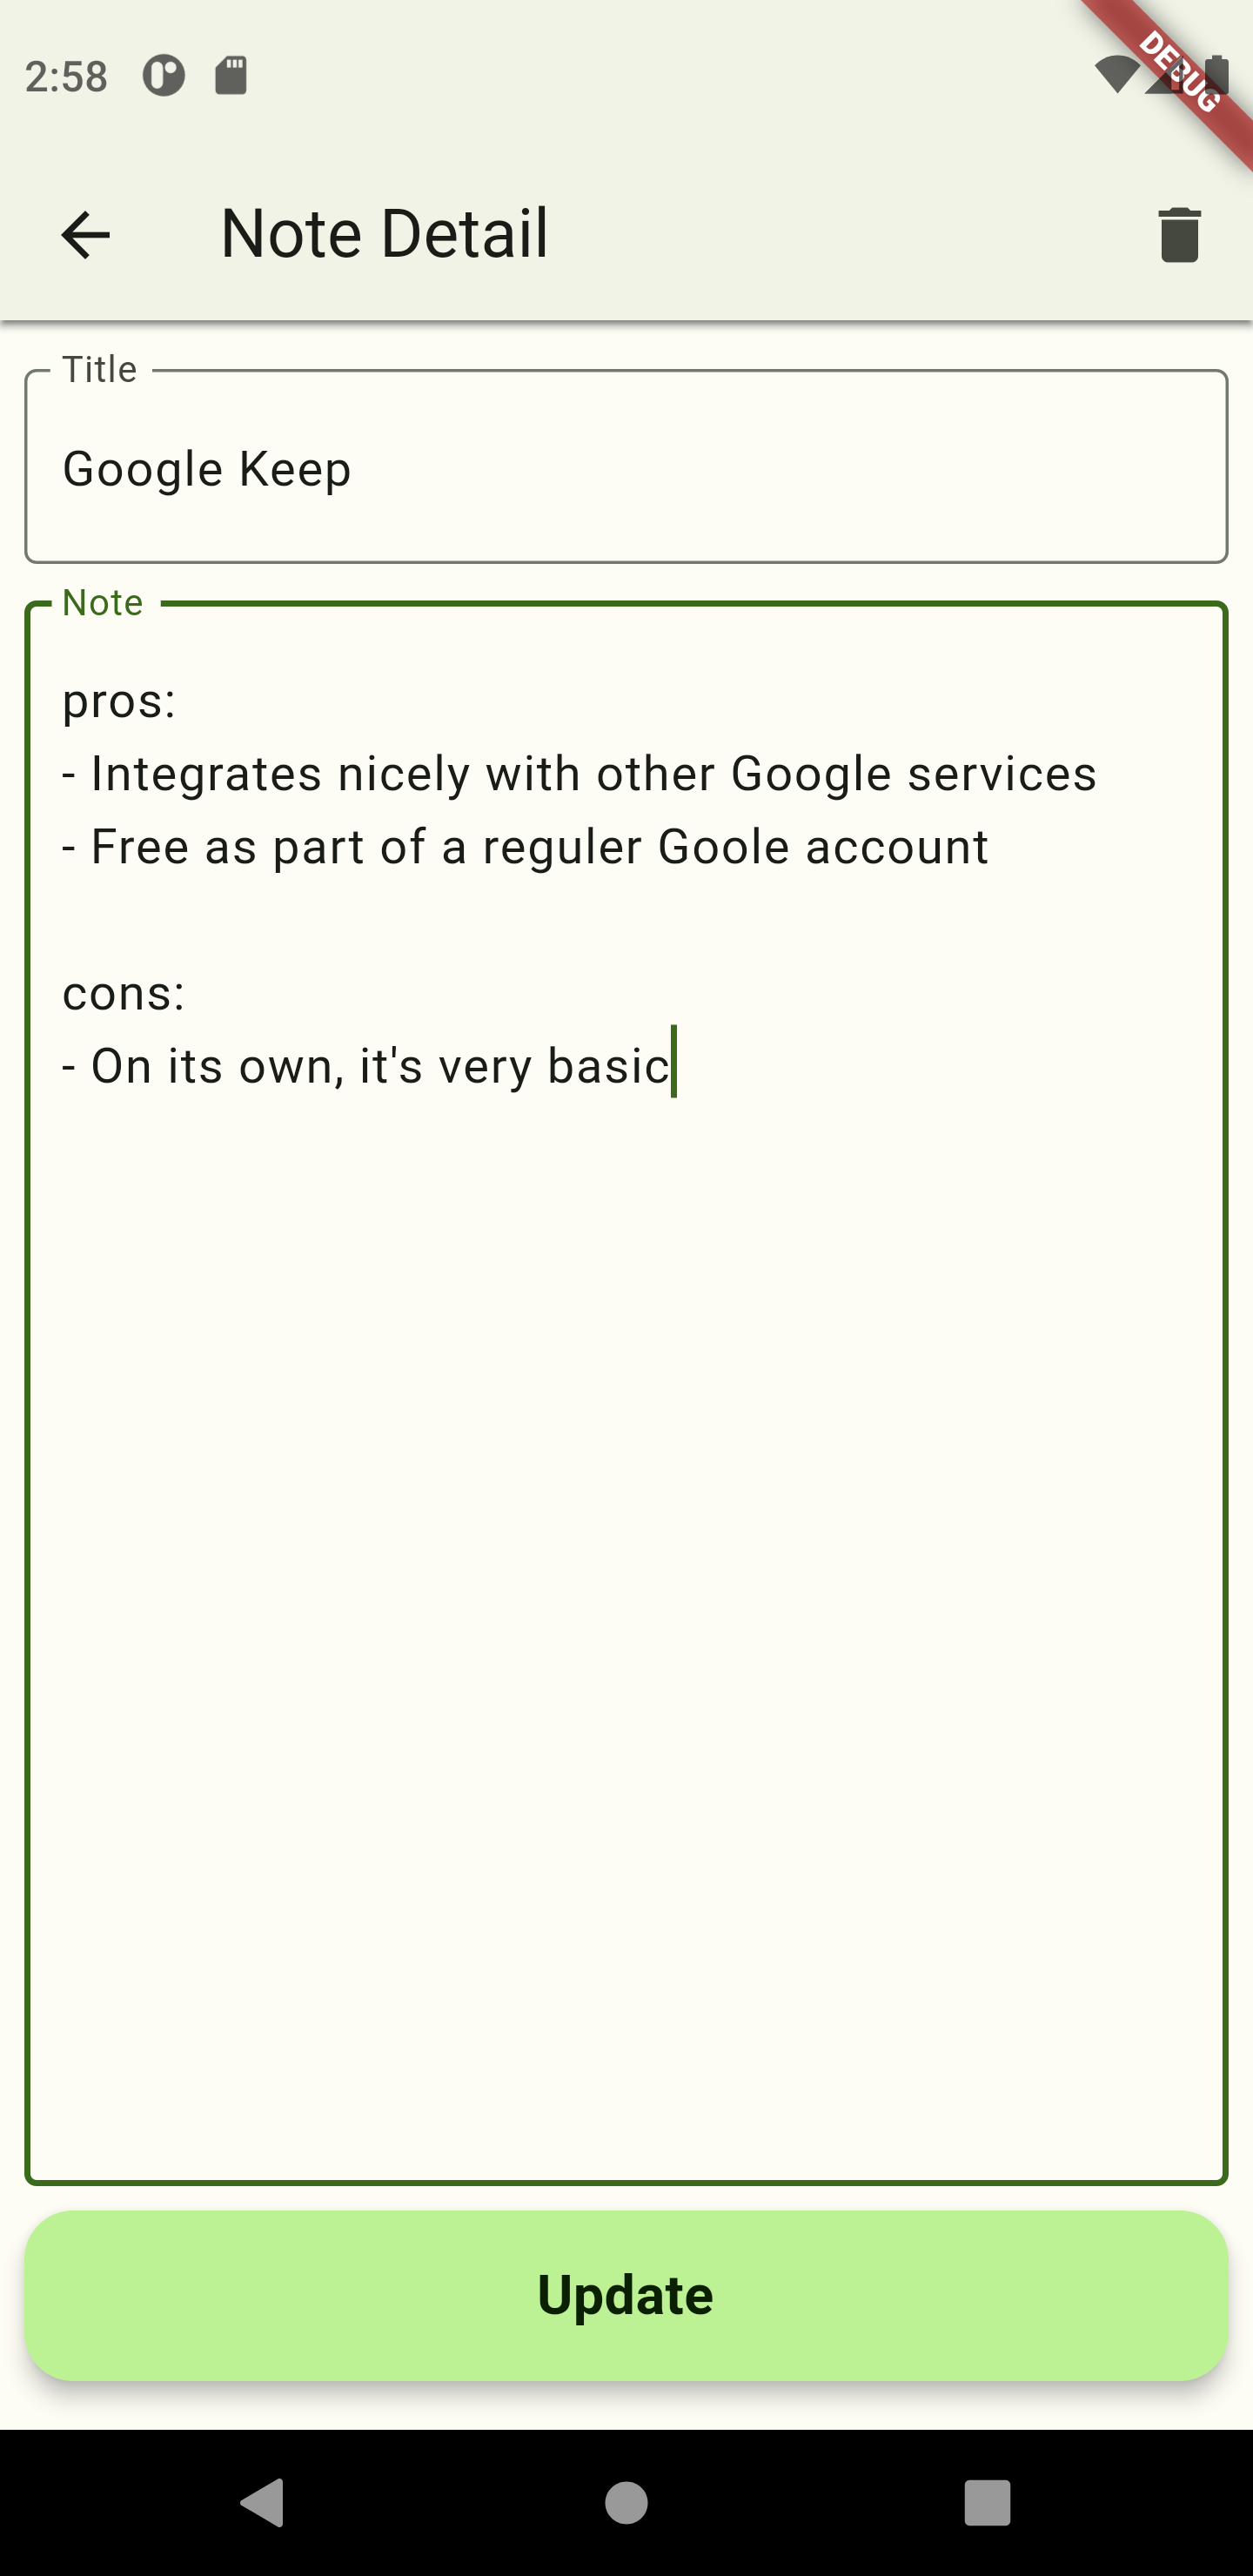 2:58
DEBUG
Note Detail
Title
Google Keep
Note
pros:
- Integrates nicely with other Google services
- Free as part of a reguler Goole account
cons:
- On its own, it's very basic
Update